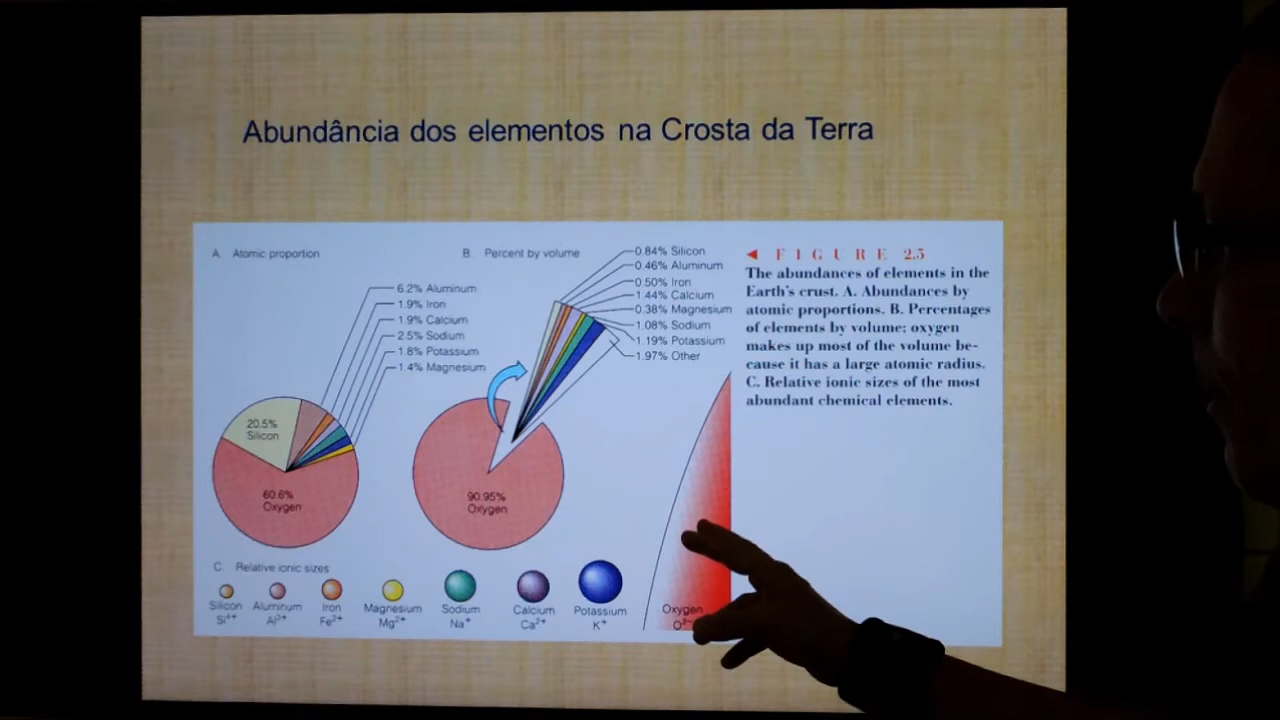 Abundância dos elementos na Crosta da Terra
A. Atomic proportion
6.2% Aluminum
1.9% Iron
1.9% Calcium
2.5% Sodium
1.8% Potassium
1.4% Magnesium
20.5%
Silicon
60.6%
Oxygen
B. Percent by volume
0.84% Silicon
0.46% Aluminum
0.50% Iron
1.44% Calcium
0.38% Magnesium
1.08% Sodium
1.19% Potassium
1.97% Other
90.95%
Oxygen
◄ FIGURE 2.5
The abundances of elements in the
Earth's crust. A. Abundances by
atomic proportions. B. Percentages
of elements by volume; oxygen
makes up most of the volume be-
cause it has a large atomic radius.
C. Relative ionic sizes of the most
abundant chemical elements.
C. Relative ionic sizes
Silicon
Si⁴⁺
Aluminum
Al³⁺
Iron
Fe²⁺
Magnesium
Mg²⁺
Sodium
Na⁺
Calcium
Ca²⁺
Potassium
K⁺
Oxygen